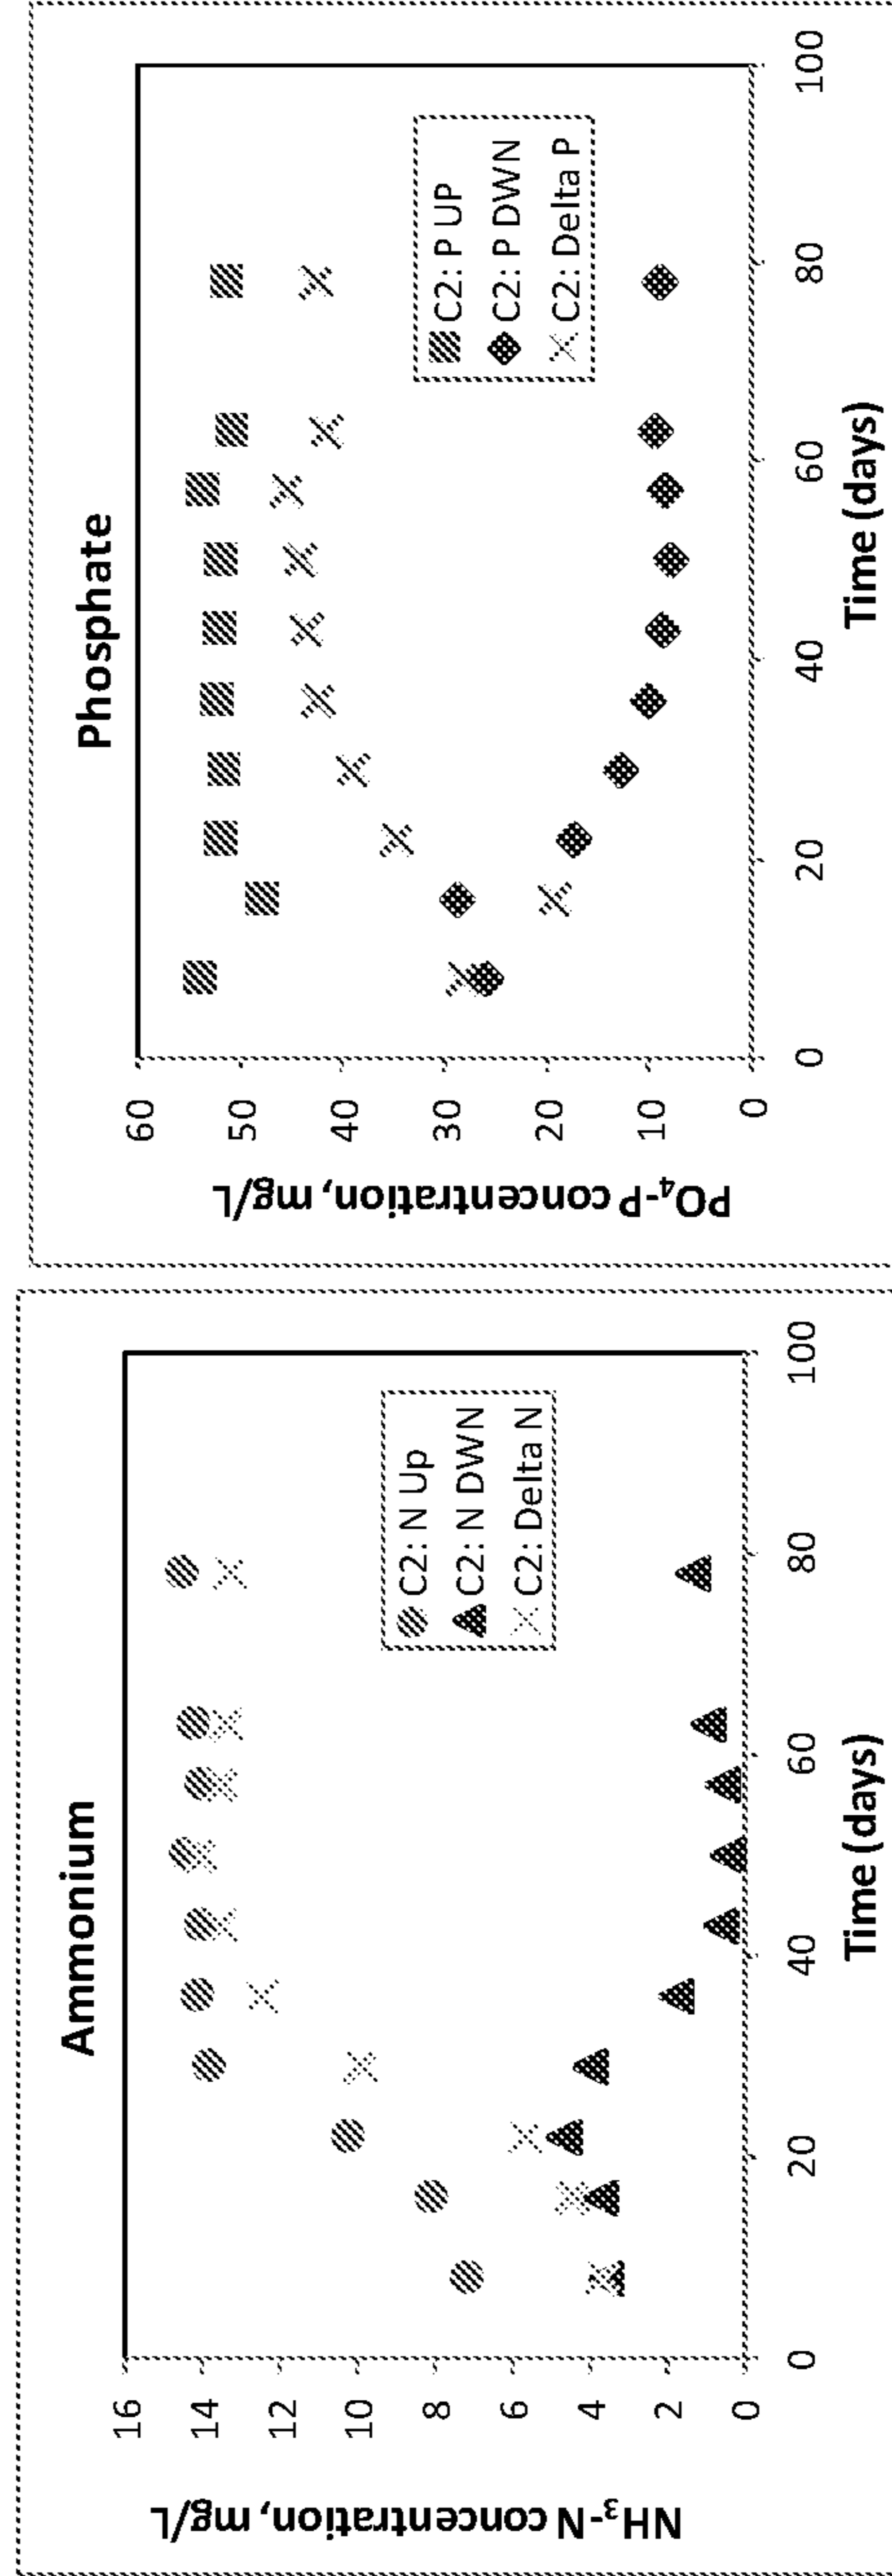 Ammonium
NH₃-N concentration, mg/L
16
14
12
10
8
6
4
2
0
0
20
40
60
80
100
Time (days)
C2: N Up
C2: N DWN
C2: Delta N
Phosphate
PO₄-P concentration, mg/L
60
50
40
30
20
10
0
0
20
40
60
80
100
Time (days)
C2: P UP
C2: P DWN
C2: Delta P